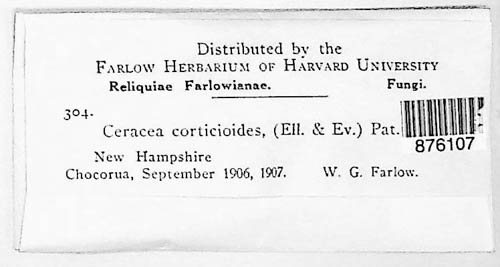 Distributed by the
FARLOW HERBARIUM OF HARVARD UNIVERSITY
Reliquiae Farlowianae. Fungi.
304.
Ceracea corticioides, (Ell. & Ev.) Pat.
876107
New Hampshire
Chocorua, September 1906, 1907. W. G. Farlow.